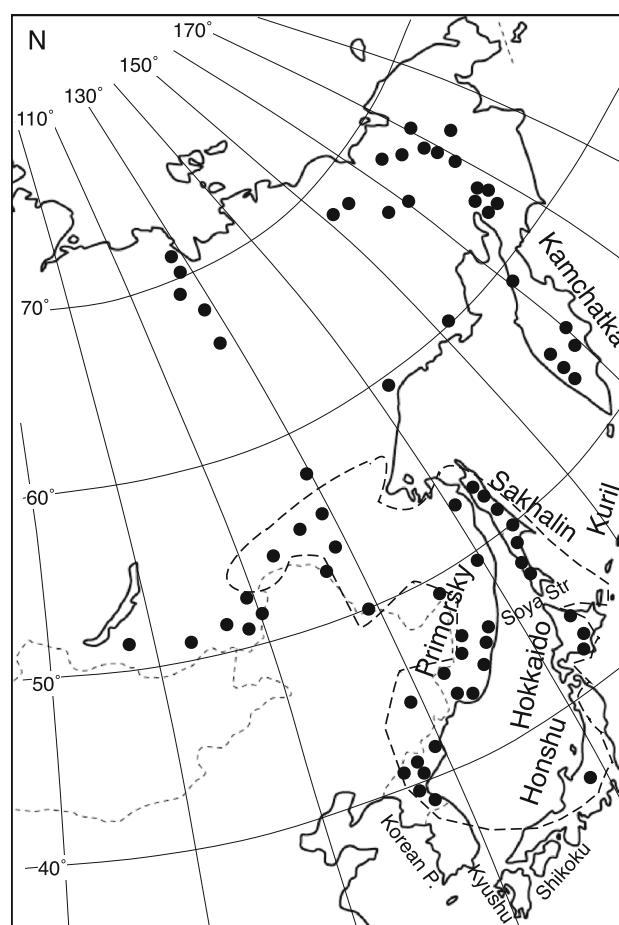 N
170°
150°
130°
110°
70°
60°
50°
40°
Kamchatka
Kuril
Sakhalin
Soya Str
Primorsky
Hokkaido
Honshu
Korean P.
Kyushu
Shikoku